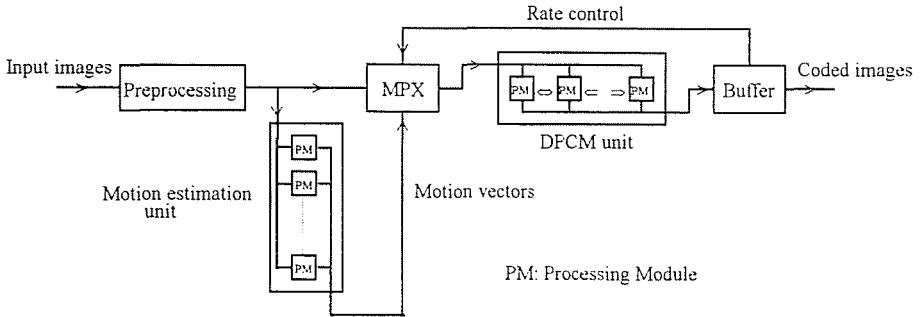 Rate control
Input images
Preprocessing
MPX
PM ⇔ PM ⇐ ⇒ PM
Buffer
Coded images
DPCM unit
PM
PM
PM
Motion estimation
unit
Motion vectors
PM: Processing Module